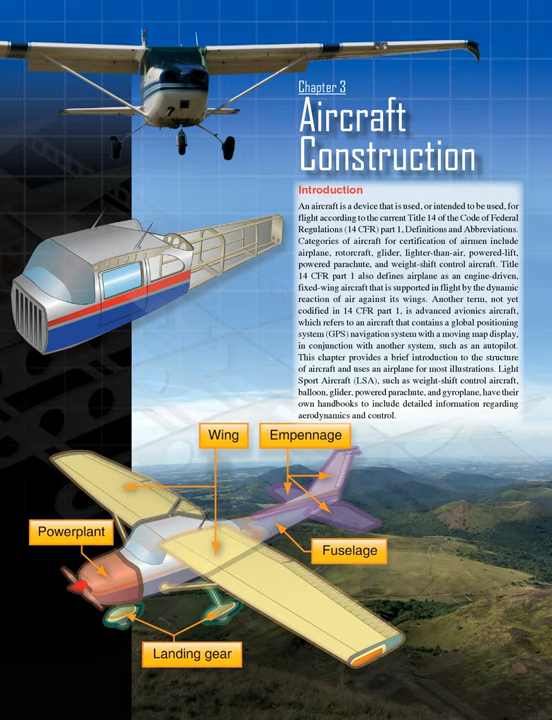 Chapter 3
Aircraft
Construction
Introduction
An aircraft is a device that is used, or intended to be used, for
flight according to the current Title 14 of the Code of Federal
Regulations (14 CFR) part 1, Definitions and Abbreviations.
Categories of aircraft for certification of airmen include
airplane, rotorcraft, glider, lighter-than-air, powered-lift,
powered parachute, and weight-shift control aircraft. Title
14 CFR part 1 also defines airplane as an engine-driven,
fixed-wing aircraft that is supported in flight by the dynamic
reaction of air against its wings. Another term, not yet
codified in 14 CFR part 1, is advanced avionics aircraft,
which refers to an aircraft that contains a global positioning
system (GPS) navigation system with a moving map display,
in conjunction with another system, such as an autopilot.
This chapter provides a brief introduction to the structure
of aircraft and uses an airplane for most illustrations. Light
Sport Aircraft (LSA), such as weight-shift control aircraft,
balloon, glider, powered parachute, and gyroplane, have their
own handbooks to include detailed information regarding
aerodynamics and control.
Wing
Empennage
Powerplant
Fuselage
Landing gear